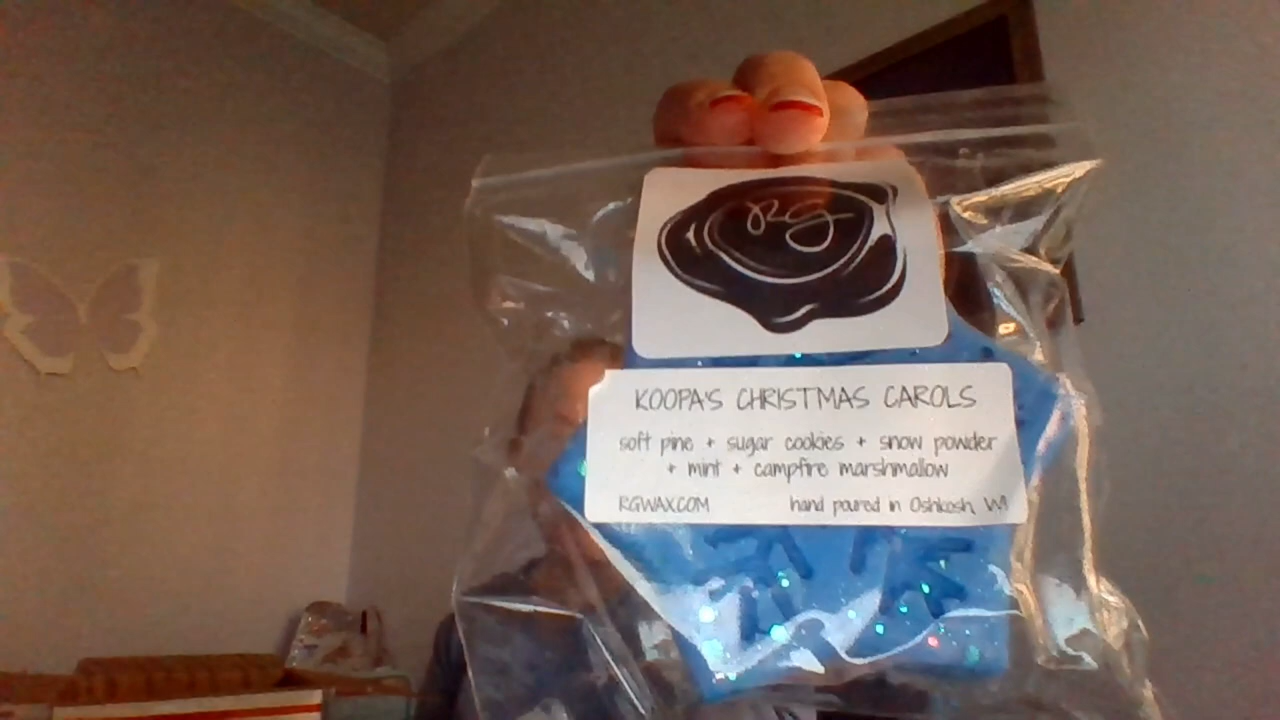 RG
KOOPA'S CHRISTMAS CAROLS
soft pine + sugar cookies + snow powder
+ mint + campfire marshmallow
RGWAX.COM hand poured in Oshkosh, WI